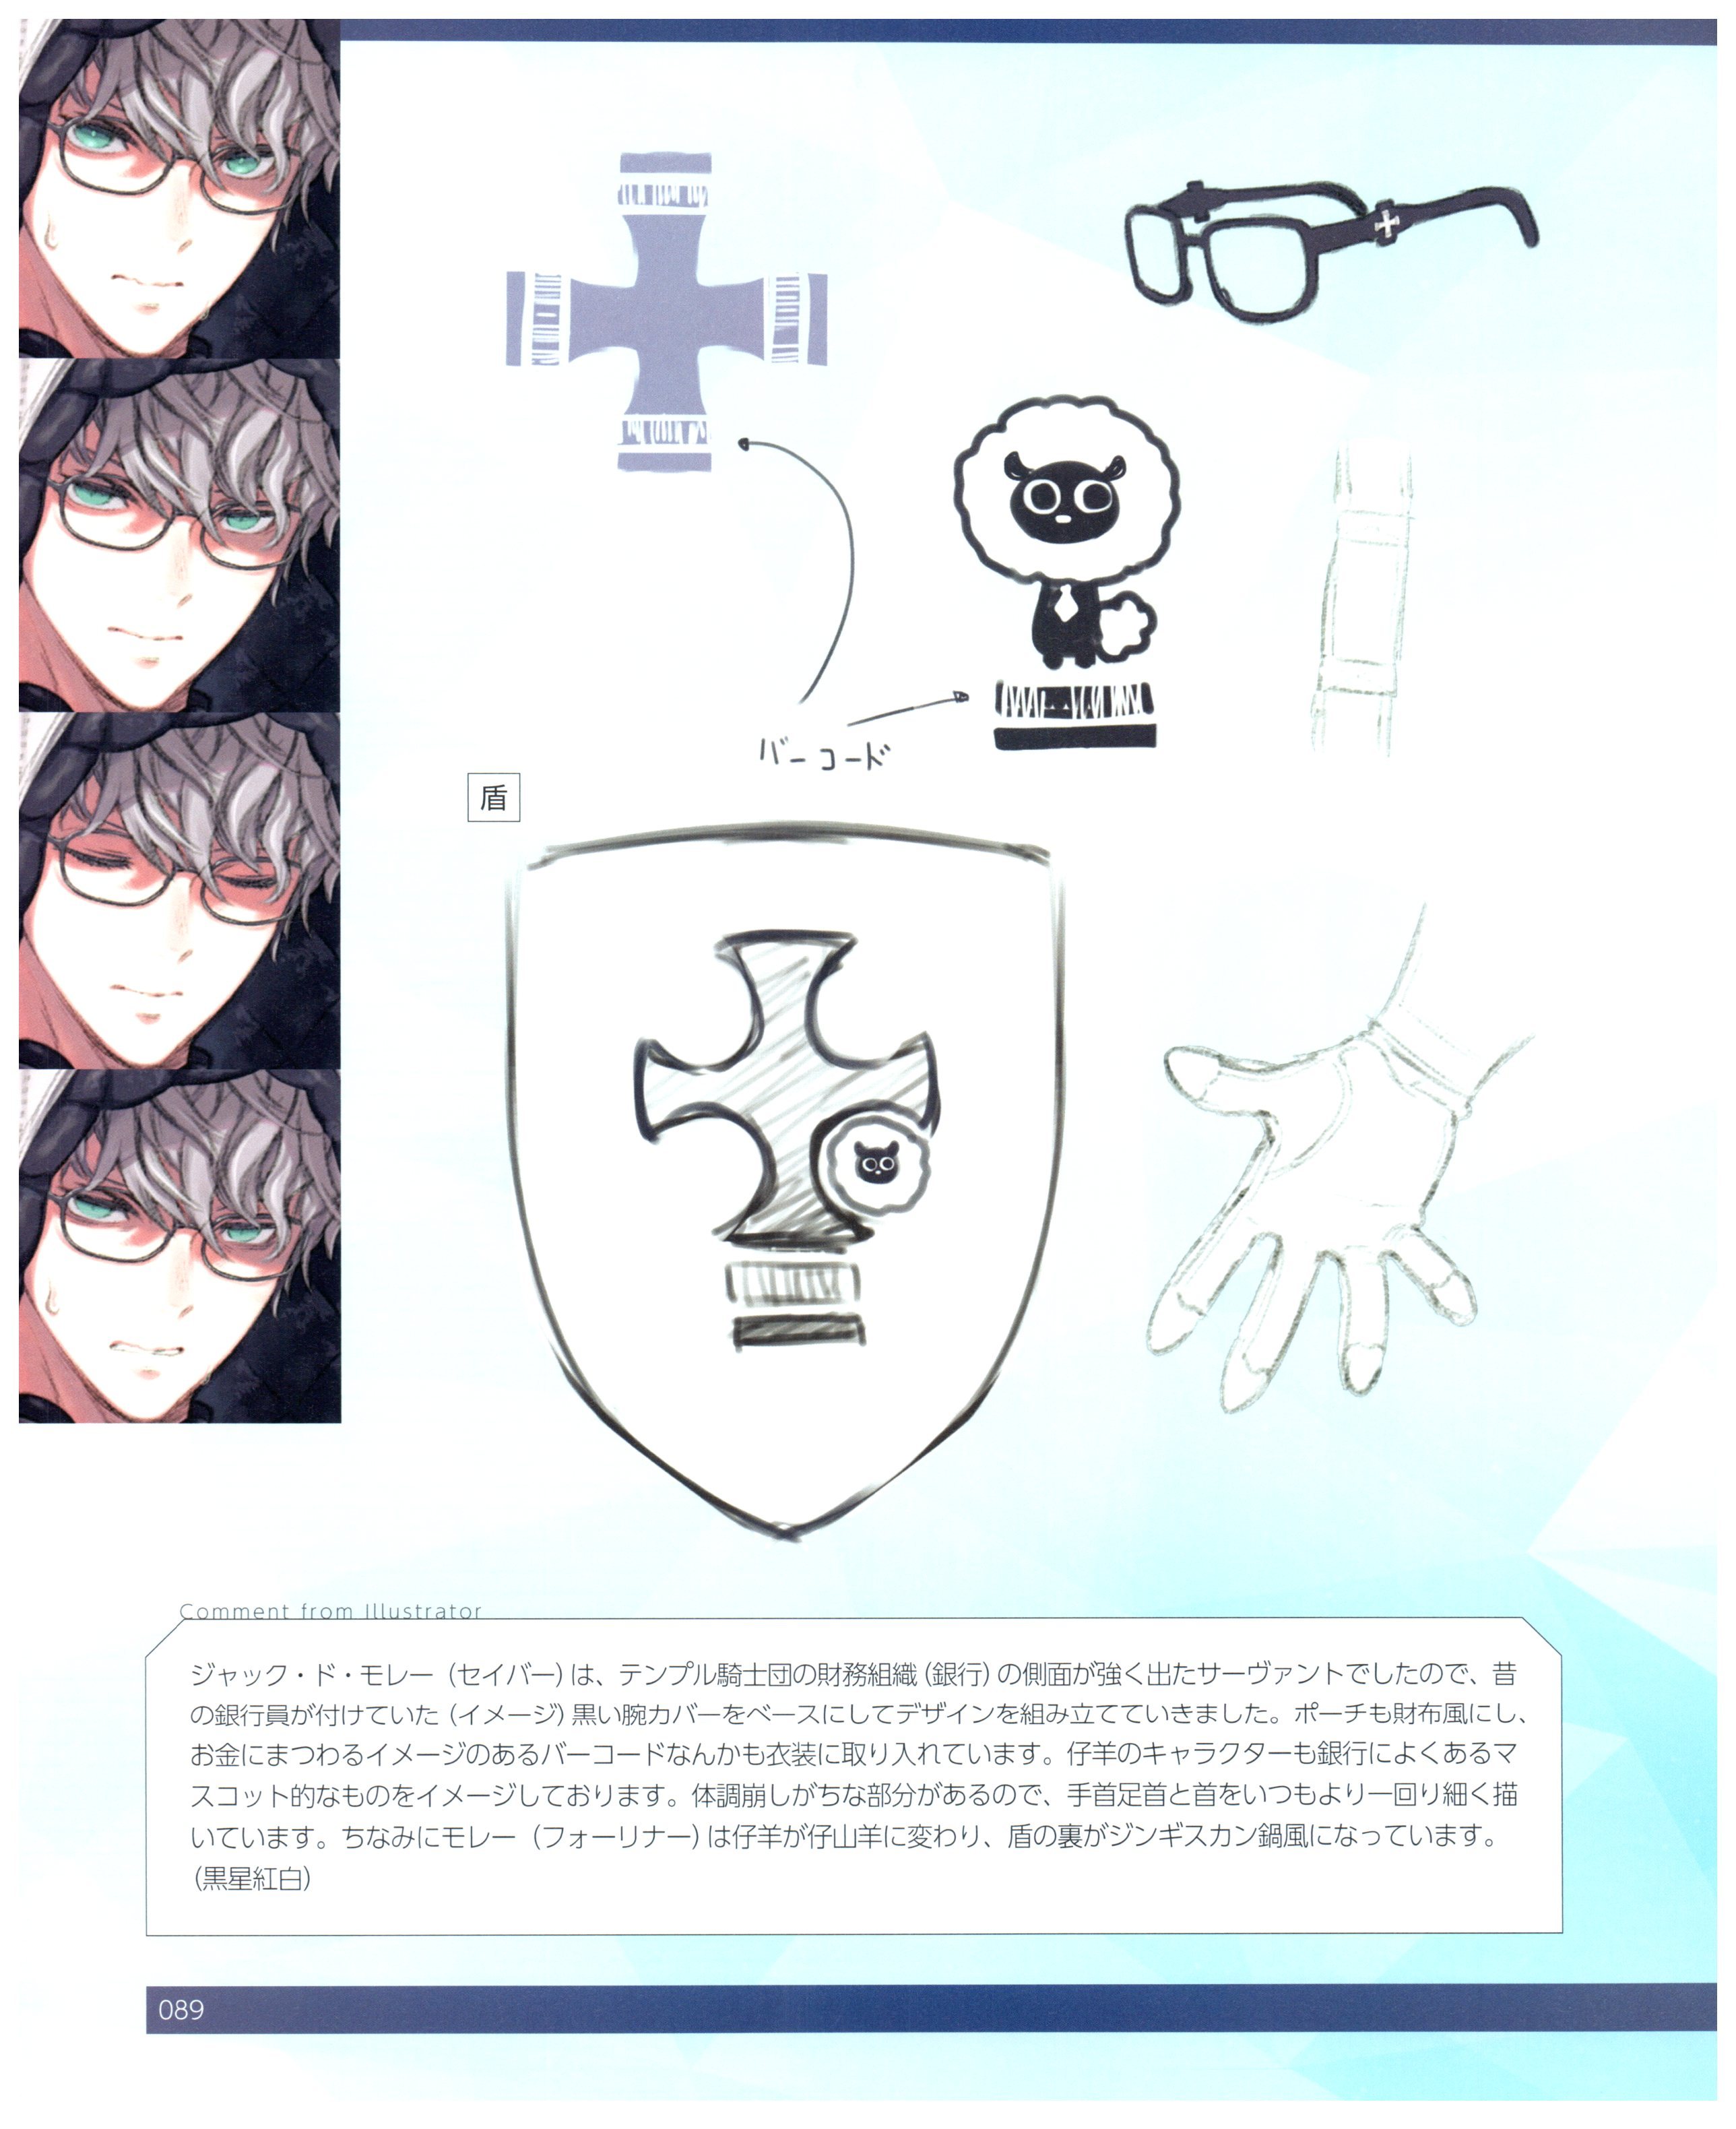 バーコード
盾
Comment from Illustrator
ジャック・ド・モレー（セイバー）は、テンプル騎士団の財務組織（銀行）の側面が強く出たサーヴァントでしたので、昔
の銀行員が付けていた（イメージ）黒い腕カバーをベースにしてデザインを組み立てていきました。ポーチも財布風にし、
お金にまつわるイメージのあるバーコードなんかも衣装に取り入れています。仔羊のキャラクターも銀行によくあるマ
スコット的なものをイメージしております。体調崩しがちな部分があるので、手首足首と首をいつもより一回り細く描
いています。ちなみにモレー（フォーリナー）は仔羊が仔山羊に変わり、盾の裏がジンギスカン鍋風になっています。
（黒星紅白）
089